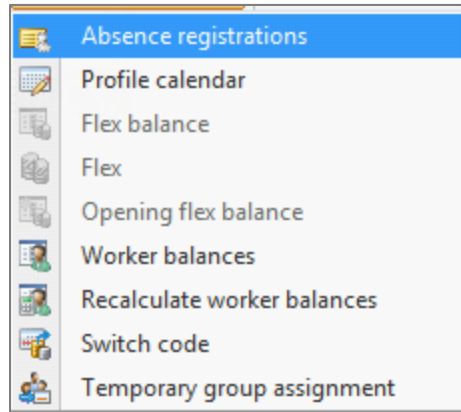 Absence registrations
Profile calendar
Flex balance
Flex
Opening flex balance
Worker balances
Recalculate worker balances
Switch code
Temporary group assignment